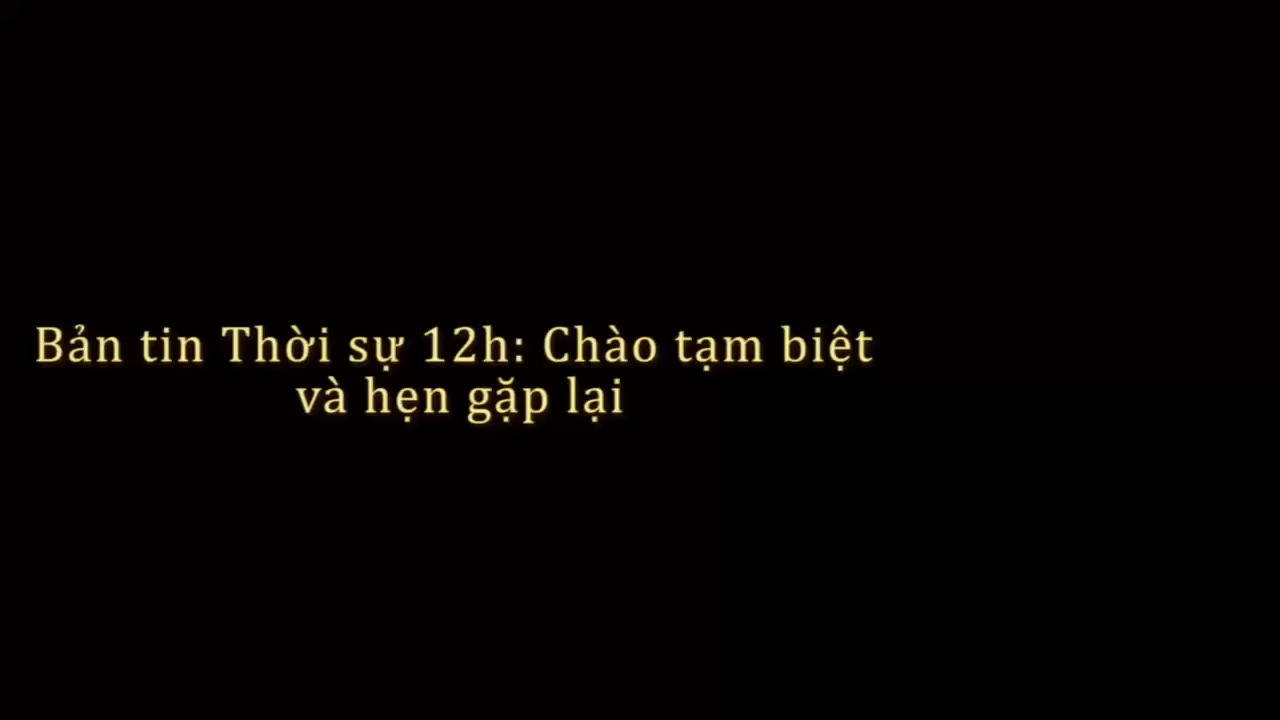 Bản tin Thời sự 12h: Chào tạm biệt
và hẹn gặp lại